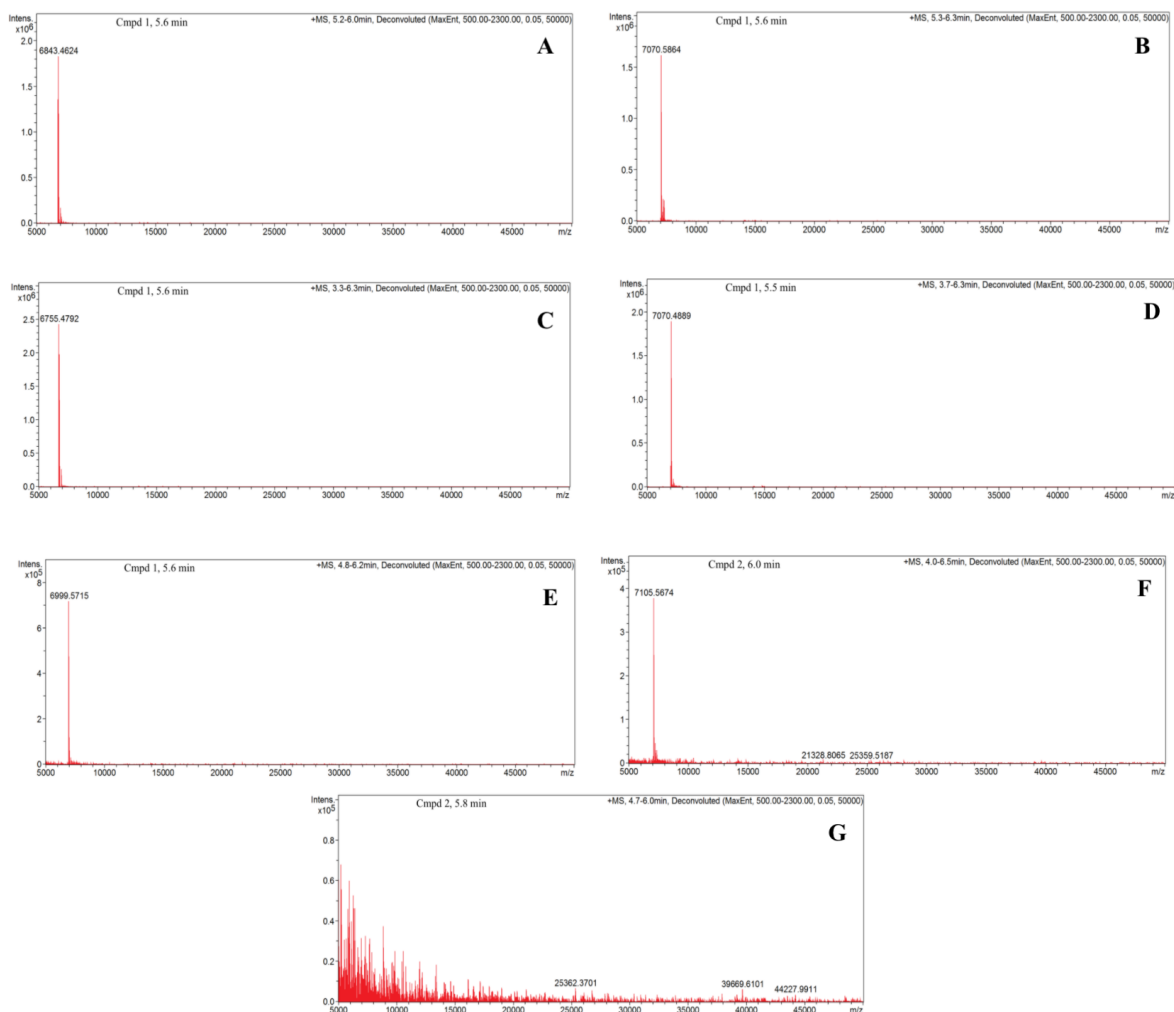 Intens.
x10⁶
Cmpd 1, 5.6 min
+MS, 5.2-6.0min, Deconvoluted (MaxEnt, 500.00-2300.00, 0.05, 50000)
A
6843.4624
2.0
1.5
1.0
0.5
0.0
5000 10000 15000 20000 25000 30000 35000 40000 45000 m/z
Intens.
x10⁶
Cmpd 1, 5.6 min
+MS, 5.3-6.3min, Deconvoluted (MaxEnt, 500.00-2300.00, 0.05, 50000)
B
7070.5864
1.5
1.0
0.5
0.0
5000 10000 15000 20000 25000 30000 35000 40000 45000 m/z
Intens.
x10⁶
Cmpd 1, 5.6 min
+MS, 3.3-6.3min, Deconvoluted (MaxEnt, 500.00-2300.00, 0.05, 50000)
C
6755.4792
2.5
2.0
1.5
1.0
0.5
0.0
5000 10000 15000 20000 25000 30000 35000 40000 45000 m/z
Intens.
x10⁶
Cmpd 1, 5.5 min
+MS, 3.7-6.3min, Deconvoluted (MaxEnt, 500.00-2300.00, 0.05, 50000)
D
7070.4889
2.0
1.5
1.0
0.5
0.0
5000 10000 15000 20000 25000 30000 35000 40000 45000 m/z
Intens.
x10⁵
Cmpd 1, 5.6 min
+MS, 4.8-6.2min, Deconvoluted (MaxEnt, 500.00-2300.00, 0.05, 50000)
E
6999.5715
8
6
4
2
0
5000 10000 15000 20000 25000 30000 35000 40000 45000 m/z
Intens.
x10⁵
Cmpd 2, 6.0 min
+MS, 4.0-6.5min, Deconvoluted (MaxEnt, 500.00-2300.00, 0.05, 50000)
F
7105.5674
4
3
2
1
0
21328.8065 25359.5187
5000 10000 15000 20000 25000 30000 35000 40000 45000 m/z
Intens.
x10⁵
Cmpd 2, 5.8 min
+MS, 4.7-6.0min, Deconvoluted (MaxEnt, 500.00-2300.00, 0.05, 50000)
G
0.8
0.6
0.4
0.2
0.0
25362.3701
39669.6101
44227.9911
5000 10000 15000 20000 25000 30000 35000 40000 45000 m/z